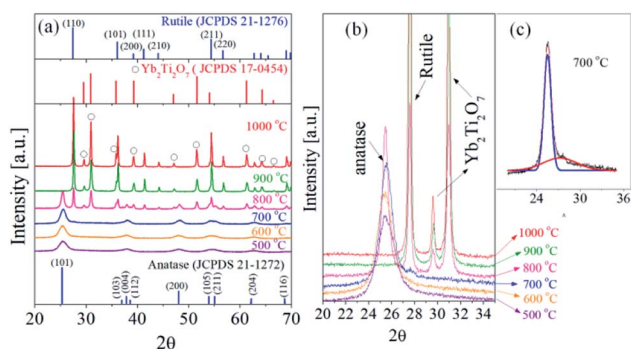 (a)
Rutile (JCPDS 21-1276)
(110)
(101)
(200)
(111)
(210)
(211)
(220)
Yb2Ti2O7 ( JCPDS 17-0454)
1000 °C
900 °C
800 °C
700 °C
600 °C
500 °C
Anatase (JCPDS 21-1272)
(101)
(103)
(004)
(112)
(200)
(105)
(211)
(204)
(116)
Intensity [a.u.]
20 30 40 50 60 70
2θ
(b)
anatase
Rutile
Yb2Ti2O7
Intensity [a.u.]
20 22 24 26 28 30 32 34
2θ
1000 °C
900 °C
800 °C
700 °C
600 °C
500 °C
(c)
700 °C
24 28 32 36